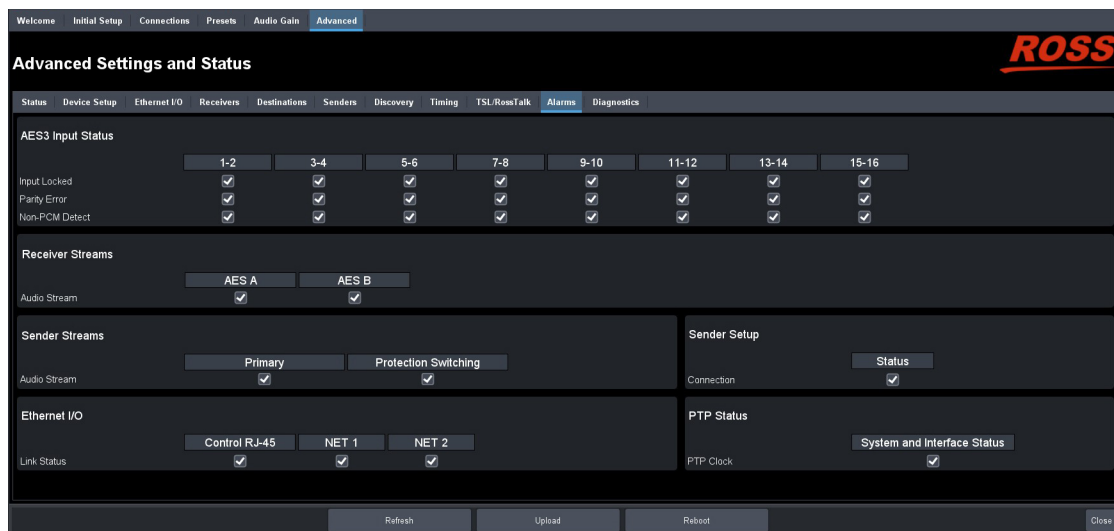 Welcome Initial Setup Connections Presets Audio Gain Advanced
ROSS
Advanced Settings and Status
Status Device Setup Ethernet I/O Receivers Destinations Senders Discovery Timing TSL/RossTalk Alarms Diagnostics
AES3 Input Status
1-2 3-4 5-6 7-8 9-10 11-12 13-14 15-16
Input Locked
Parity Error
Non-PCM Detect
Receiver Streams
AES A AES B
Audio Stream
Sender Streams
Primary Protection Switching
Audio Stream
Sender Setup
Status
Connection
Ethernet I/O
Control RJ-45 NET 1 NET 2
Link Status
PTP Status
System and Interface Status
PTP Clock
Refresh Upload Reboot Close